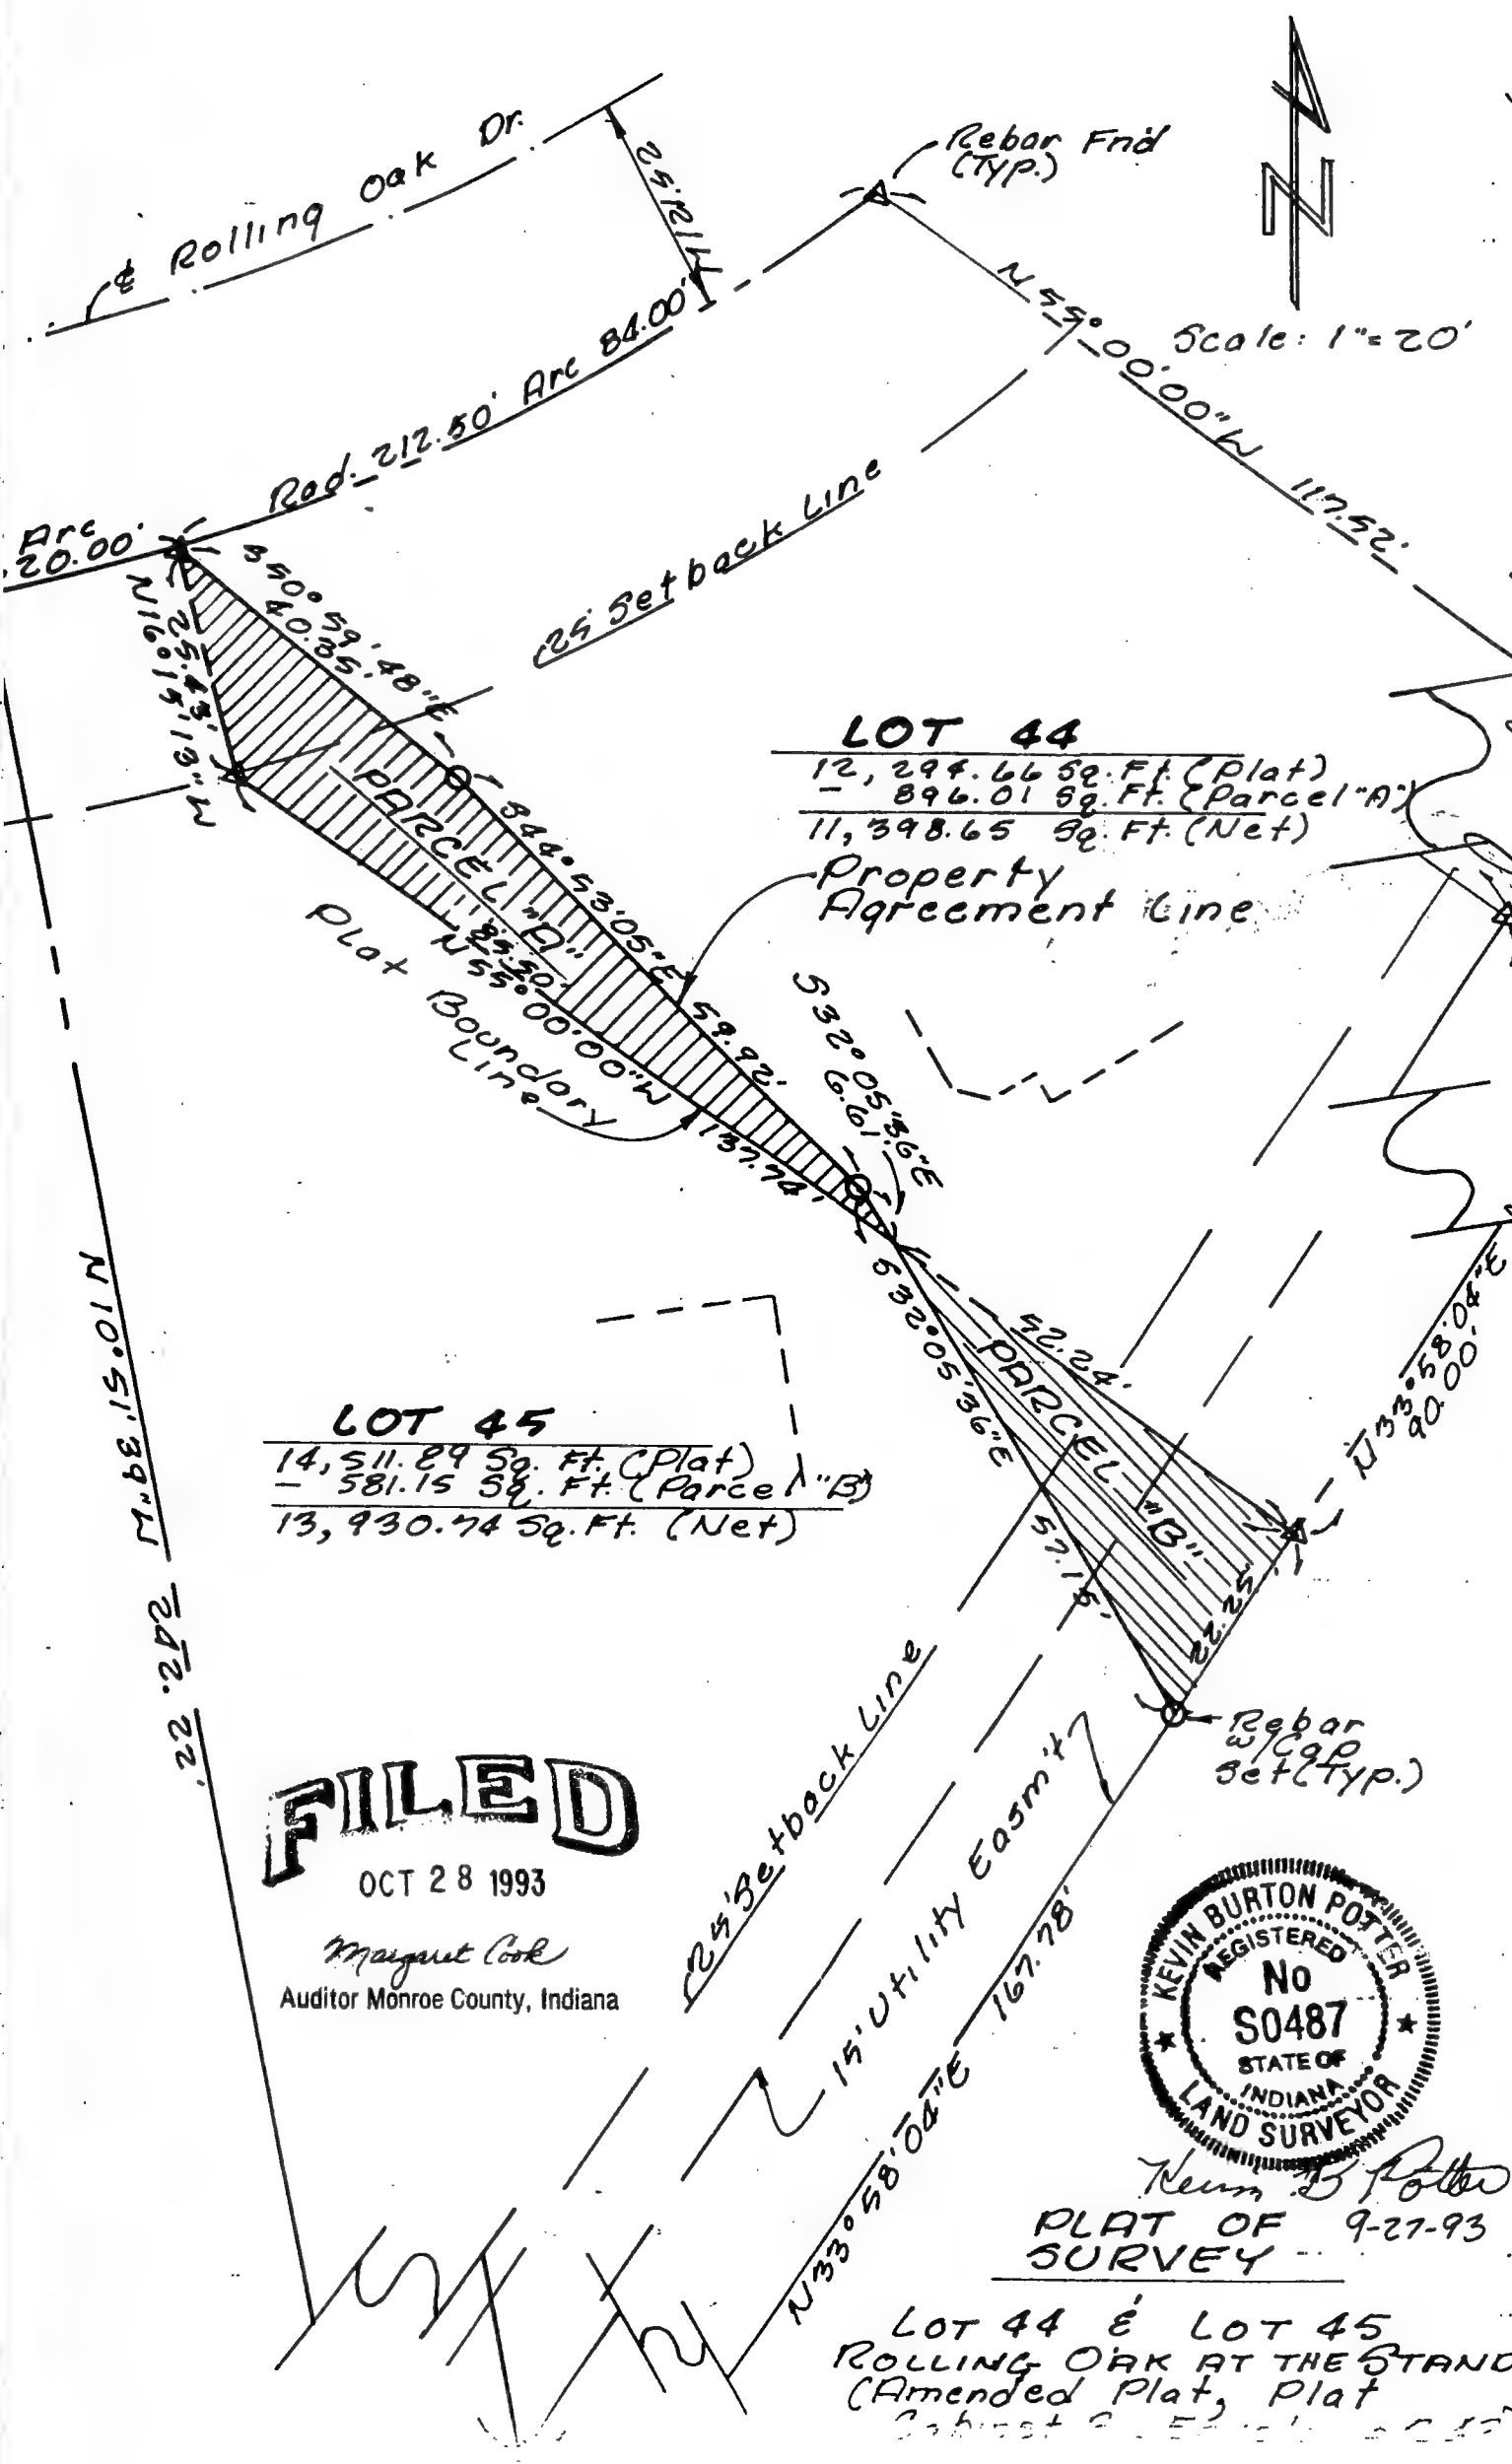 ℄ Rolling Oak Dr.
25' R/W
Rebar Fnd
(Typ.)
N
Scale: 1"=20'
N 55° 00' 00" W 117.52'
Rad. 212.50' Arc 84.00'
25' Setback Line
Arc
20.00'
N 16° 15' 13" W
25.43'
S 50° 59' 48" E
40.35'
LOT 44
12,294.66 Sq. Ft. (Plat)
- 896.01 Sq. Ft. (Parcel "A")
11,398.65 Sq. Ft. (Net)
Property
Agreement Line
PARCEL "A"
S 44° 53' 05" E 59.92'
85.50'
N 55° 00' 00" W 137.74'
Plat Boundary
Line
S 32° 05' 36" E
6.61'
S 32° 05' 36" E 57.15'
52.24'
PARCEL "B"
22.25'
N 33° 58' 04" E
90.00'
N 10° 51' 39" W 242.22'
LOT 45
14,511.89 Sq. Ft. (Plat)
- 581.15 Sq. Ft. (Parcel "B")
13,930.74 Sq. Ft. (Net)
Rebar
w/Cap
Set (Typ.)
25' Setback Line
15' Utility Easm't
N 33° 58' 04" E 167.78'
FILED
OCT 28 1993
Margaret Cook
Auditor Monroe County, Indiana
KEVIN BURTON POTTER
REGISTERED
No
S0487
STATE OF
INDIANA
LAND SURVEYOR
Kevin B Potter
9-27-93
PLAT OF
SURVEY
LOT 44 & LOT 45
ROLLING OAK AT THE STAND
(Amended Plat, Plat